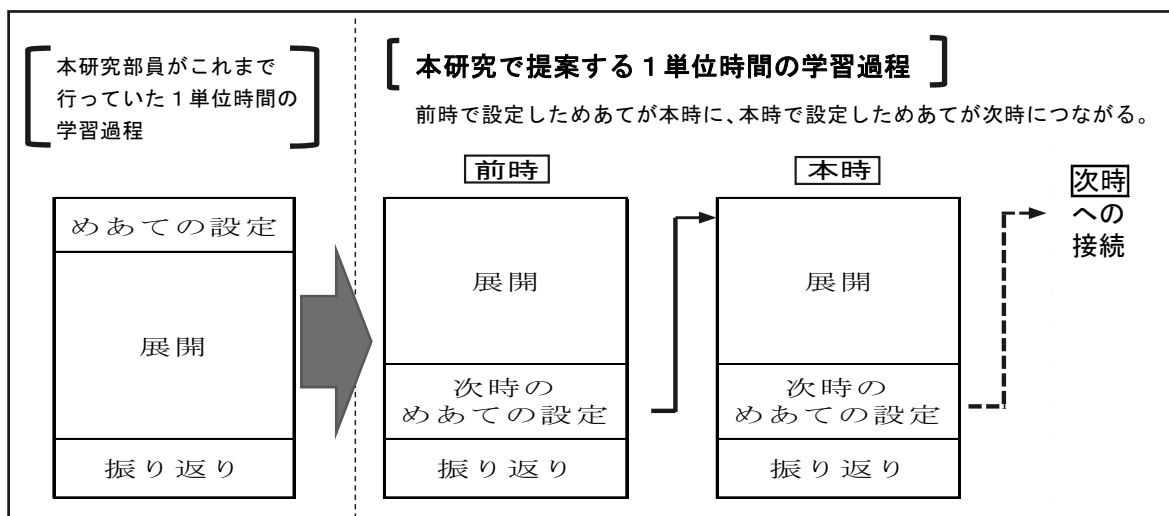 本研究部員がこれまで
行っていた１単位時間の
学習過程
本研究で提案する１単位時間の学習過程
前時で設定しためあてが本時に、本時で設定しためあてが次時につながる。
めあての設定
展開
振り返り
前時
展開
次時の
めあての設定
振り返り
本時
展開
次時の
めあての設定
振り返り
次時
への
接続